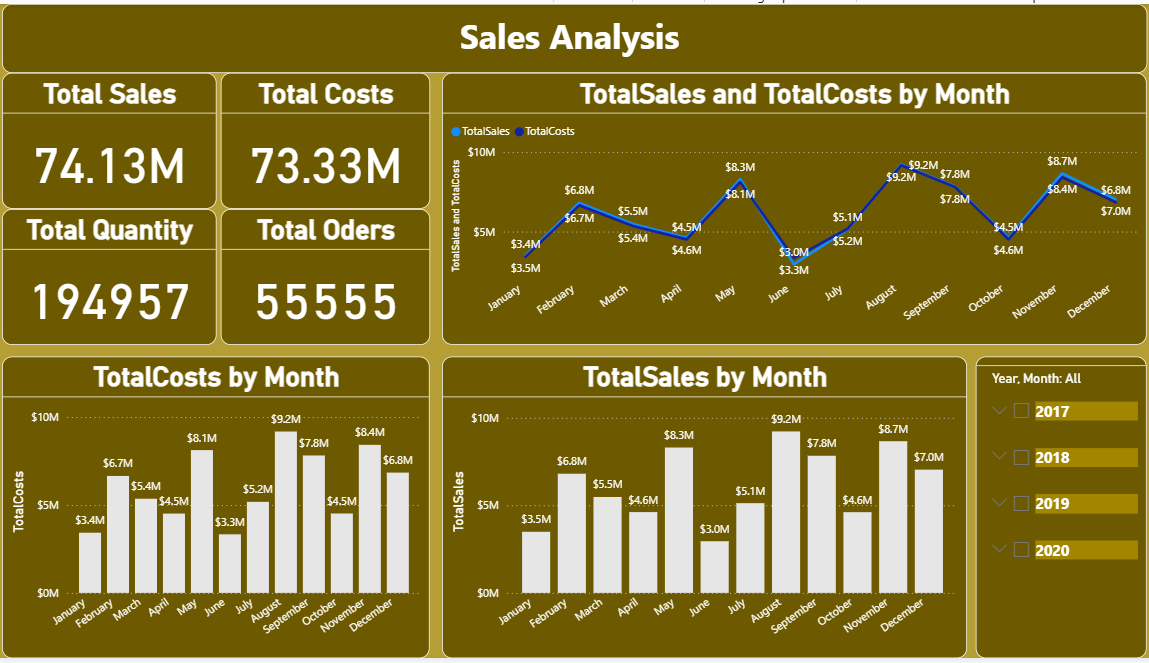 Sales Analysis
Total Sales
74.13M
Total Costs
73.33M
Total Quantity
194957
Total Oders
55555
TotalSales and TotalCosts by Month
TotalSales TotalCosts
TotalSales and TotalCosts
$10M
$5M
$3.4M
$3.5M
$6.8M
$6.7M
$5.5M
$5.4M
$4.5M
$4.6M
$8.3M
$8.1M
$3.0M
$3.3M
$5.1M
$5.2M
$9.2M
$9.2M
$7.8M
$7.8M
$4.5M
$4.6M
$8.7M
$8.4M
$6.8M
$7.0M
January February March April May June July August September October November December
TotalCosts by Month
TotalCosts
$10M
$5M
$0M
$3.4M
$6.7M
$5.4M
$4.5M
$8.1M
$3.3M
$5.2M
$9.2M
$7.8M
$4.5M
$8.4M
$6.8M
January February March April May June July August September October November December
TotalSales by Month
TotalSales
$10M
$5M
$0M
$3.5M
$6.8M
$5.5M
$4.6M
$8.3M
$3.0M
$5.1M
$9.2M
$7.8M
$4.6M
$8.7M
$7.0M
January February March April May June July August September October November December
Year, Month: All
2017
2018
2019
2020